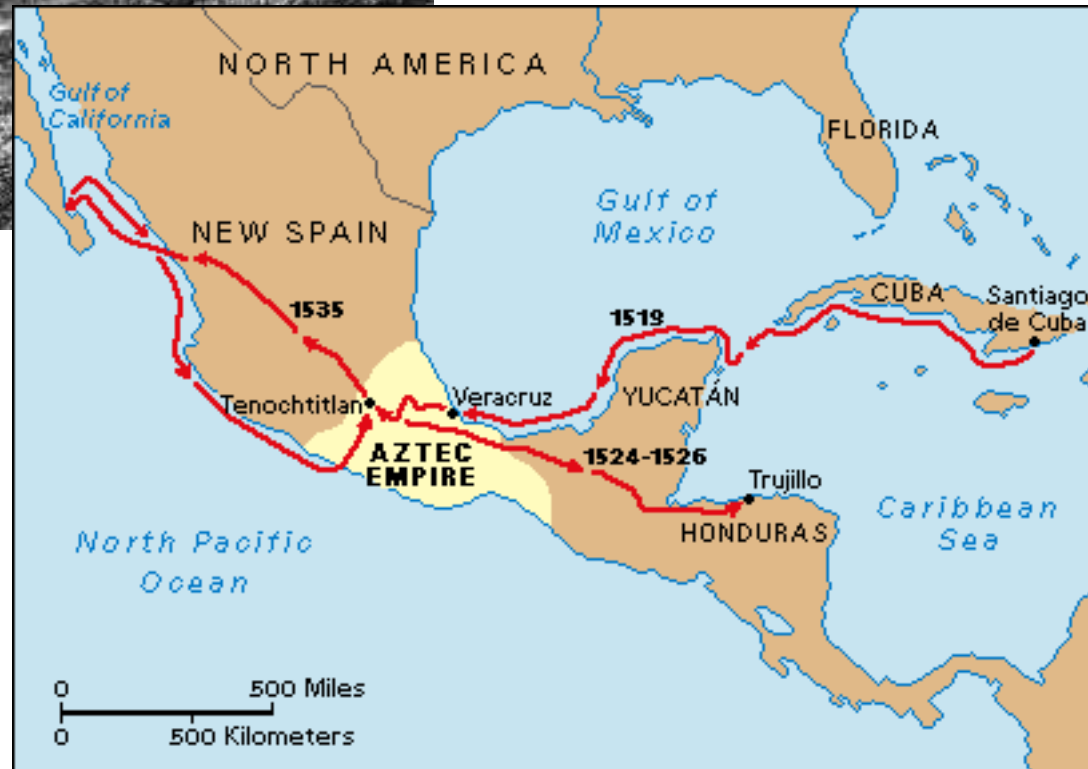 NORTH AMERICA
Gulf of
California
FLORIDA
Gulf of
Mexico
NEW SPAIN
CUBA
Santiago
de Cuba
1535
1519
Tenochtitlan
Veracruz
YUCATÁN
AZTEC
EMPIRE
1524-1526
Trujillo
HONDURAS
Caribbean
Sea
North Pacific
Ocean
0 500 Miles
0 500 Kilometers